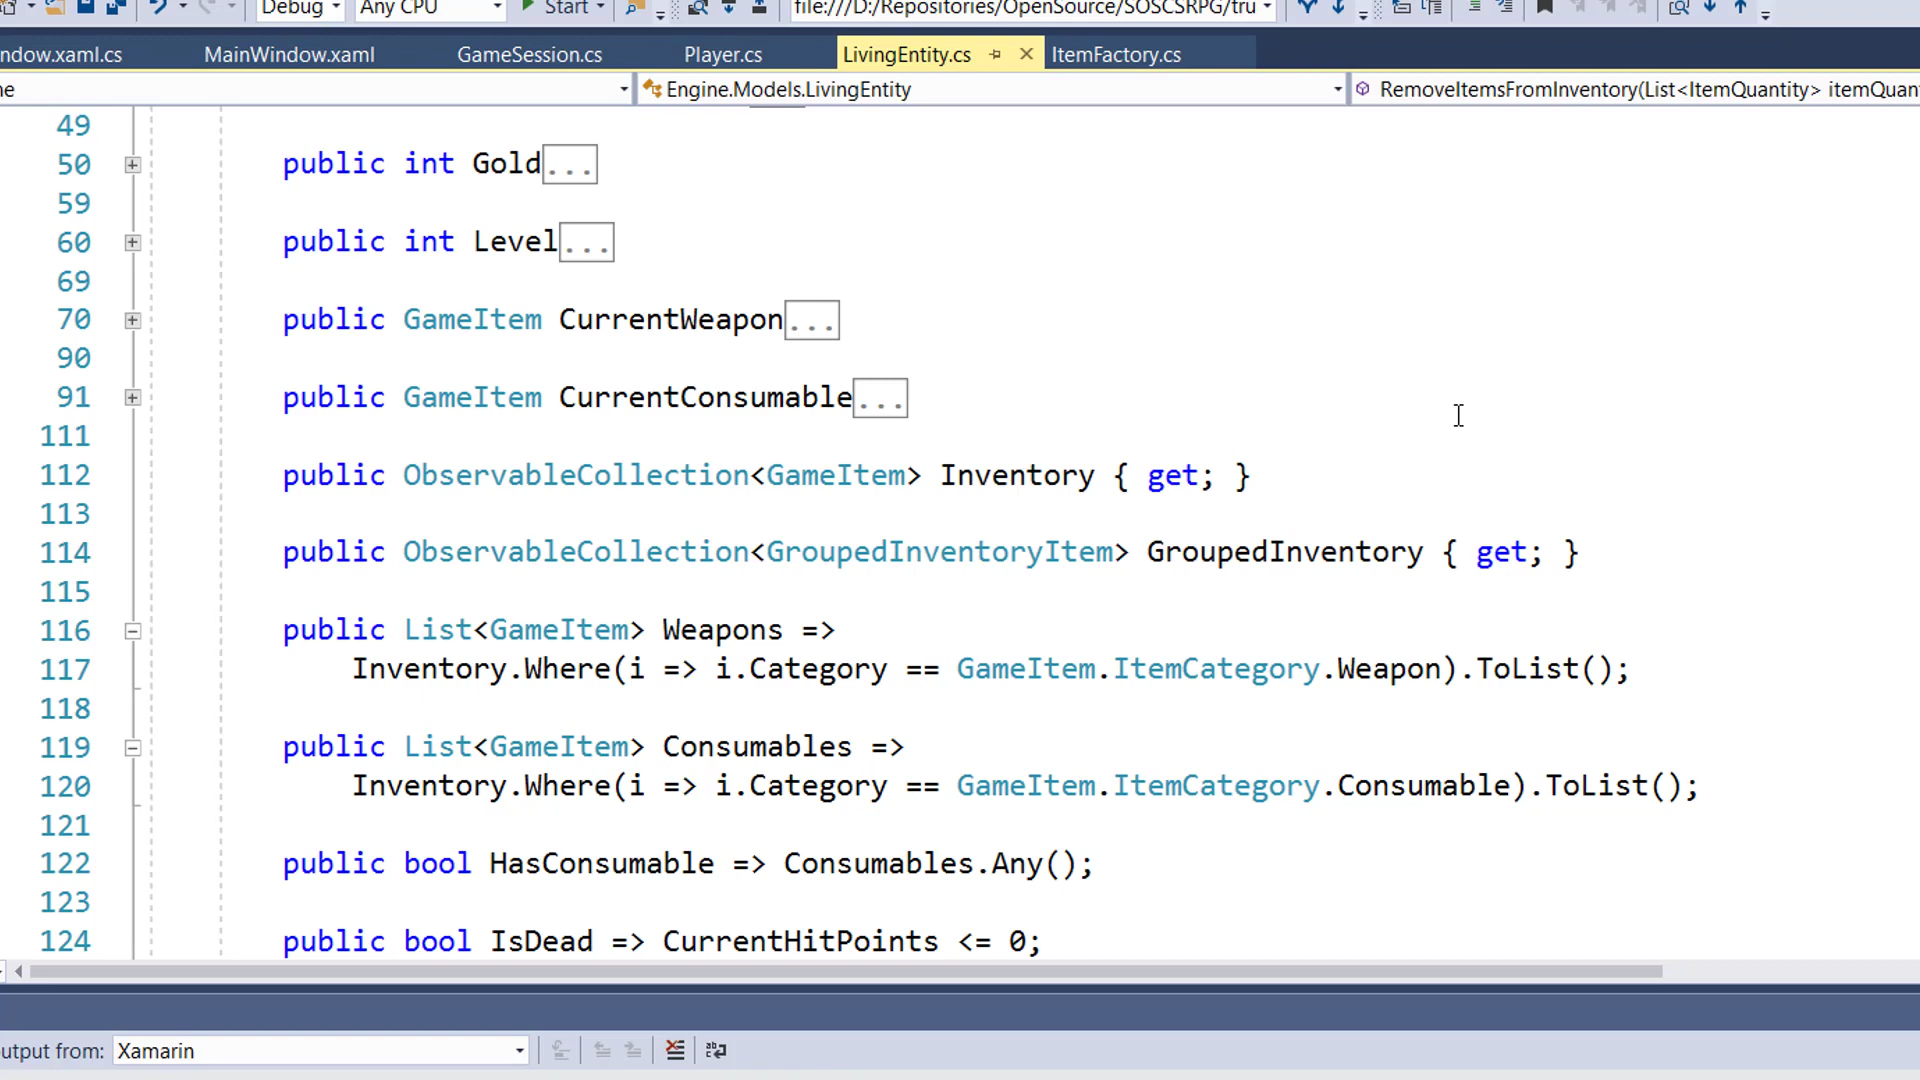 Debug Any CPU Start file:///D:/Repositories/OpenSource/SOSCSRPG/tru
ndow.xaml.cs MainWindow.xaml GameSession.cs Player.cs LivingEntity.cs ItemFactory.cs
ne Engine.Models.LivingEntity RemoveItemsFromInventory(List<ItemQuantity> itemQuan
49
50 public int Gold...
59
60 public int Level...
69
70 public GameItem CurrentWeapon...
90
91 public GameItem CurrentConsumable...
111
112 public ObservableCollection<GameItem> Inventory { get; }
113
114 public ObservableCollection<GroupedInventoryItem> GroupedInventory { get; }
115
116 public List<GameItem> Weapons =>
117 Inventory.Where(i => i.Category == GameItem.ItemCategory.Weapon).ToList();
118
119 public List<GameItem> Consumables =>
120 Inventory.Where(i => i.Category == GameItem.ItemCategory.Consumable).ToList();
121
122 public bool HasConsumable => Consumables.Any();
123
124 public bool IsDead => CurrentHitPoints <= 0;
utput from: Xamarin